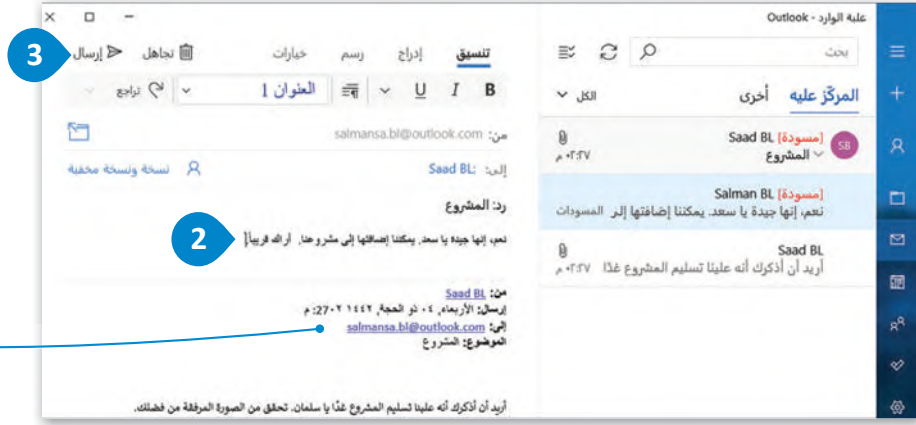 علبة الوارد - Outlook
بحث
المركّز عليه أخرى الكل
SB
[مسودة] Saad BL
المشروع ٠٢:٢٧ م
[مسودة] Salman BL
نعم، إنها جيدة يا سعد. يمكننا إضافتها إلى المسودات
Saad BL
أريد أن أذكرك أنه علينا تسليم المشروع غدًا ٠٢:٢٧ م
تنسيق إدراج رسم خيارات تجاهل إرسال
3
B I U العنوان 1 تراجع
من: salmansa.bl@outlook.com
إلى: Saad BL; نسخة ونسخة مخفية
رد: المشروع
نعم، إنها جيدة يا سعد. يمكننا إضافتها إلى مشروعنا. أراك قريباً
2
من: Saad BL
إرسال: الأربعاء, ٠٤ ذو الحجة, ١٤٤٢ ٠٢:27 م
إلى: salmansa.bl@outlook.com
الموضوع: المشروع
أريد أن أذكرك أنه علينا تسليم المشروع غدًا يا سلمان. تحقق من الصورة المرفقة من فضلك.